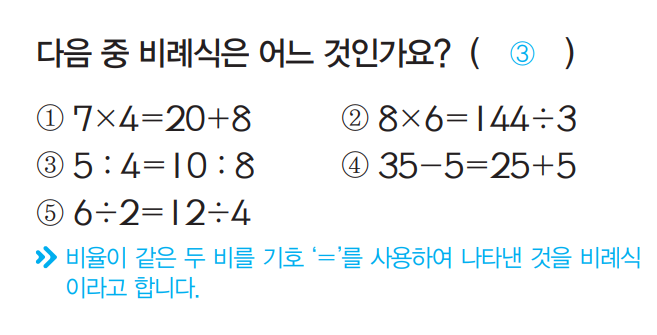 다음 중 비례식은 어느 것인가요? ( ③ )
① 7×4=20+8 ② 8×6=144÷3
③ 5 : 4=10 : 8 ④ 35−5=25+5
⑤ 6÷2=12÷4
» 비율이 같은 두 비를 기호 ‘=’를 사용하여 나타낸 것을 비례식
이라고 합니다.